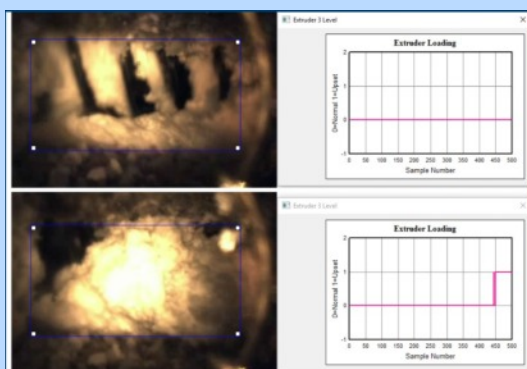 Extruder 3 Level
Extruder Loading
2
1
0
-1
0=Normal 1=Upset
0 50 100 150 200 250 300 350 400 450 500
Sample Number
Extruder 3 Level
Extruder Loading
2
1
0
-1
0=Normal 1=Upset
0 50 100 150 200 250 300 350 400 450 500
Sample Number